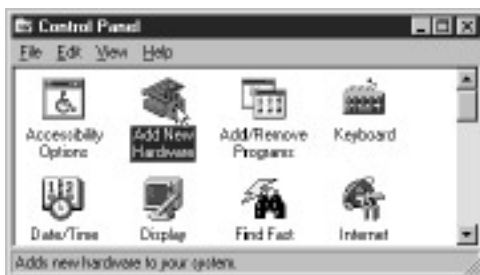 Control Panel
File Edit View Help
Accessibility Options
Add New Hardware
Add/Remove Programs
Keyboard
Date/Time
Display
Find Fast
Internet
Adds new hardware to your system.